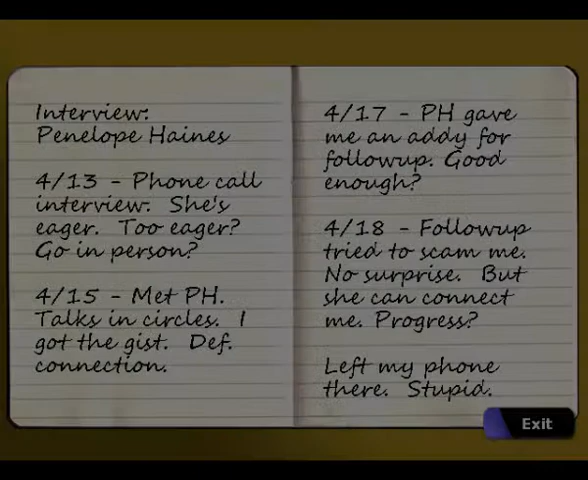 Interview:
Penelope Haines
4/13 - Phone call
interview. She's
eager. Too eager?
Go in person?
4/15 - Met PH.
Talks in circles. I
got the gist. Def.
connection.
4/17 - PH gave
me an addy for
followup. Good
enough?
4/18 - Followup
tried to scam me.
No surprise. But
she can connect
me. Progress?
Left my phone
there. Stupid.
Exit